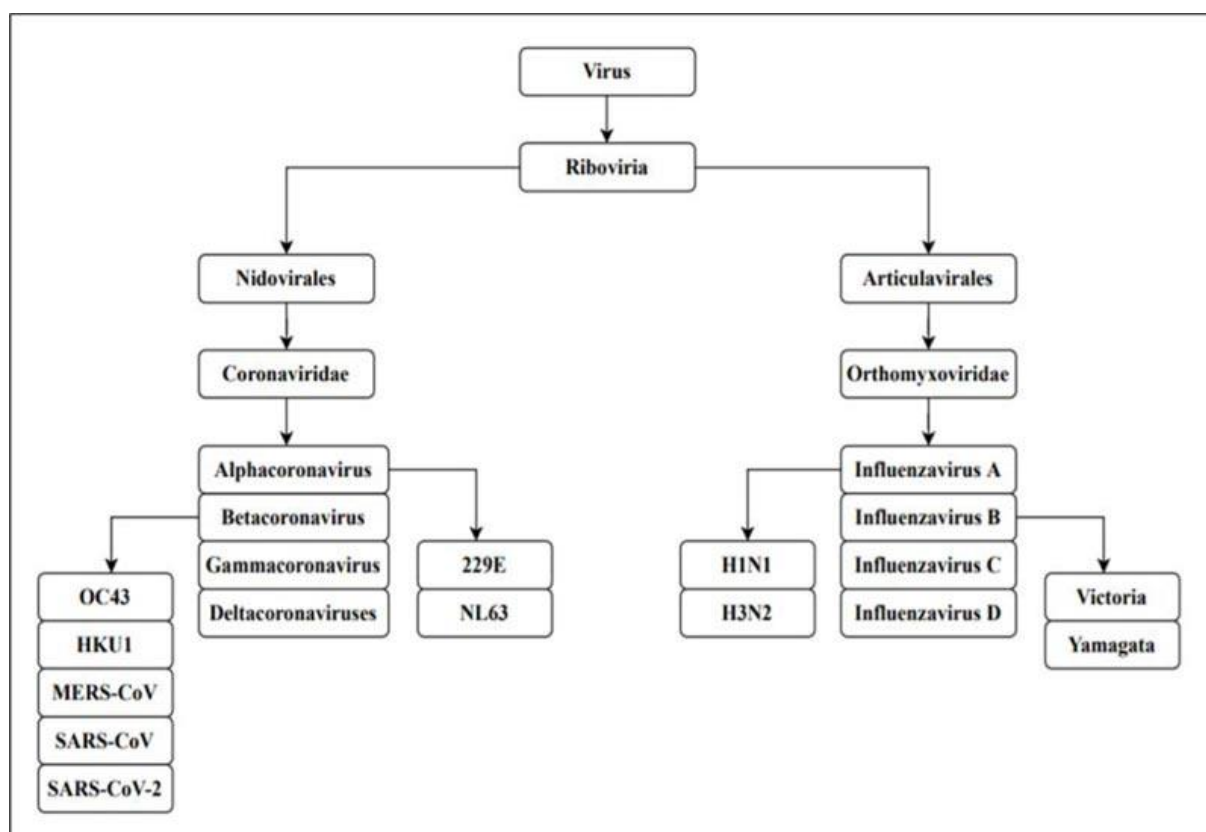 Virus
Riboviria
Nidovirales
Articulavirales
Coronaviridae
Orthomyxoviridae
Alphacoronavirus
Betacoronavirus
Gammacoronavirus
Deltacoronaviruses
229E
NL63
OC43
HKU1
MERS-CoV
SARS-CoV
SARS-CoV-2
Influenzavirus A
Influenzavirus B
Influenzavirus C
Influenzavirus D
H1N1
H3N2
Victoria
Yamagata